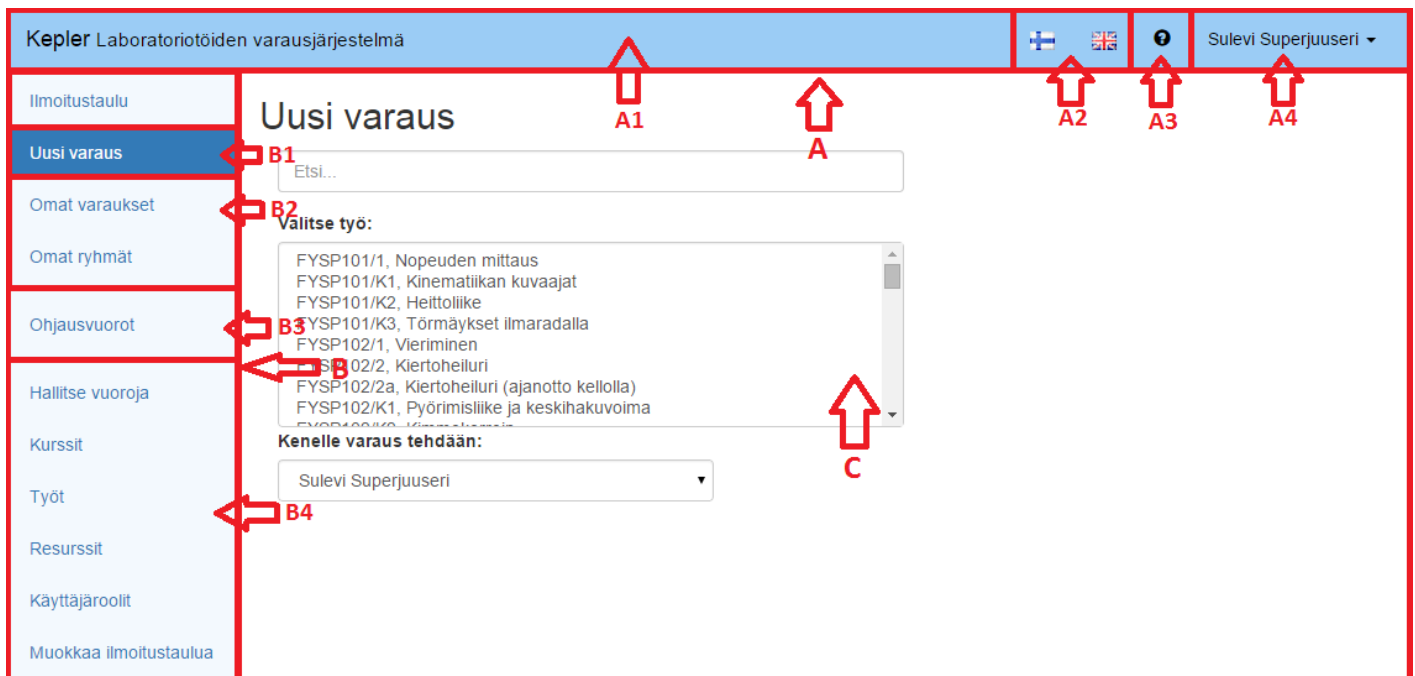 Kepler Laboratoriotöiden varausjärjestelmä
Sulevi Superjuuseri
A1
A
A2
A3
A4
Ilmoitustaulu
Uusi varaus
Omat varaukset
Omat ryhmät
Ohjausvuorot
Hallitse vuoroja
Kurssit
Työt
Resurssit
Käyttäjäroolit
Muokkaa ilmoitustaulua
B1
B2
B3
B
B4
Uusi varaus
Etsi...
Valitse työ:
FYSP101/1, Nopeuden mittaus
FYSP101/K1, Kinematiikan kuvaajat
FYSP101/K2, Heittoliike
FYSP101/K3, Törmäykset ilmaradalla
FYSP102/1, Vieriminen
FYSP102/2, Kiertoheiluri
FYSP102/2a, Kiertoheiluri (ajanotto kellolla)
FYSP102/K1, Pyörimisliike ja keskihakuvoima
C
Kenelle varaus tehdään:
Sulevi Superjuuseri